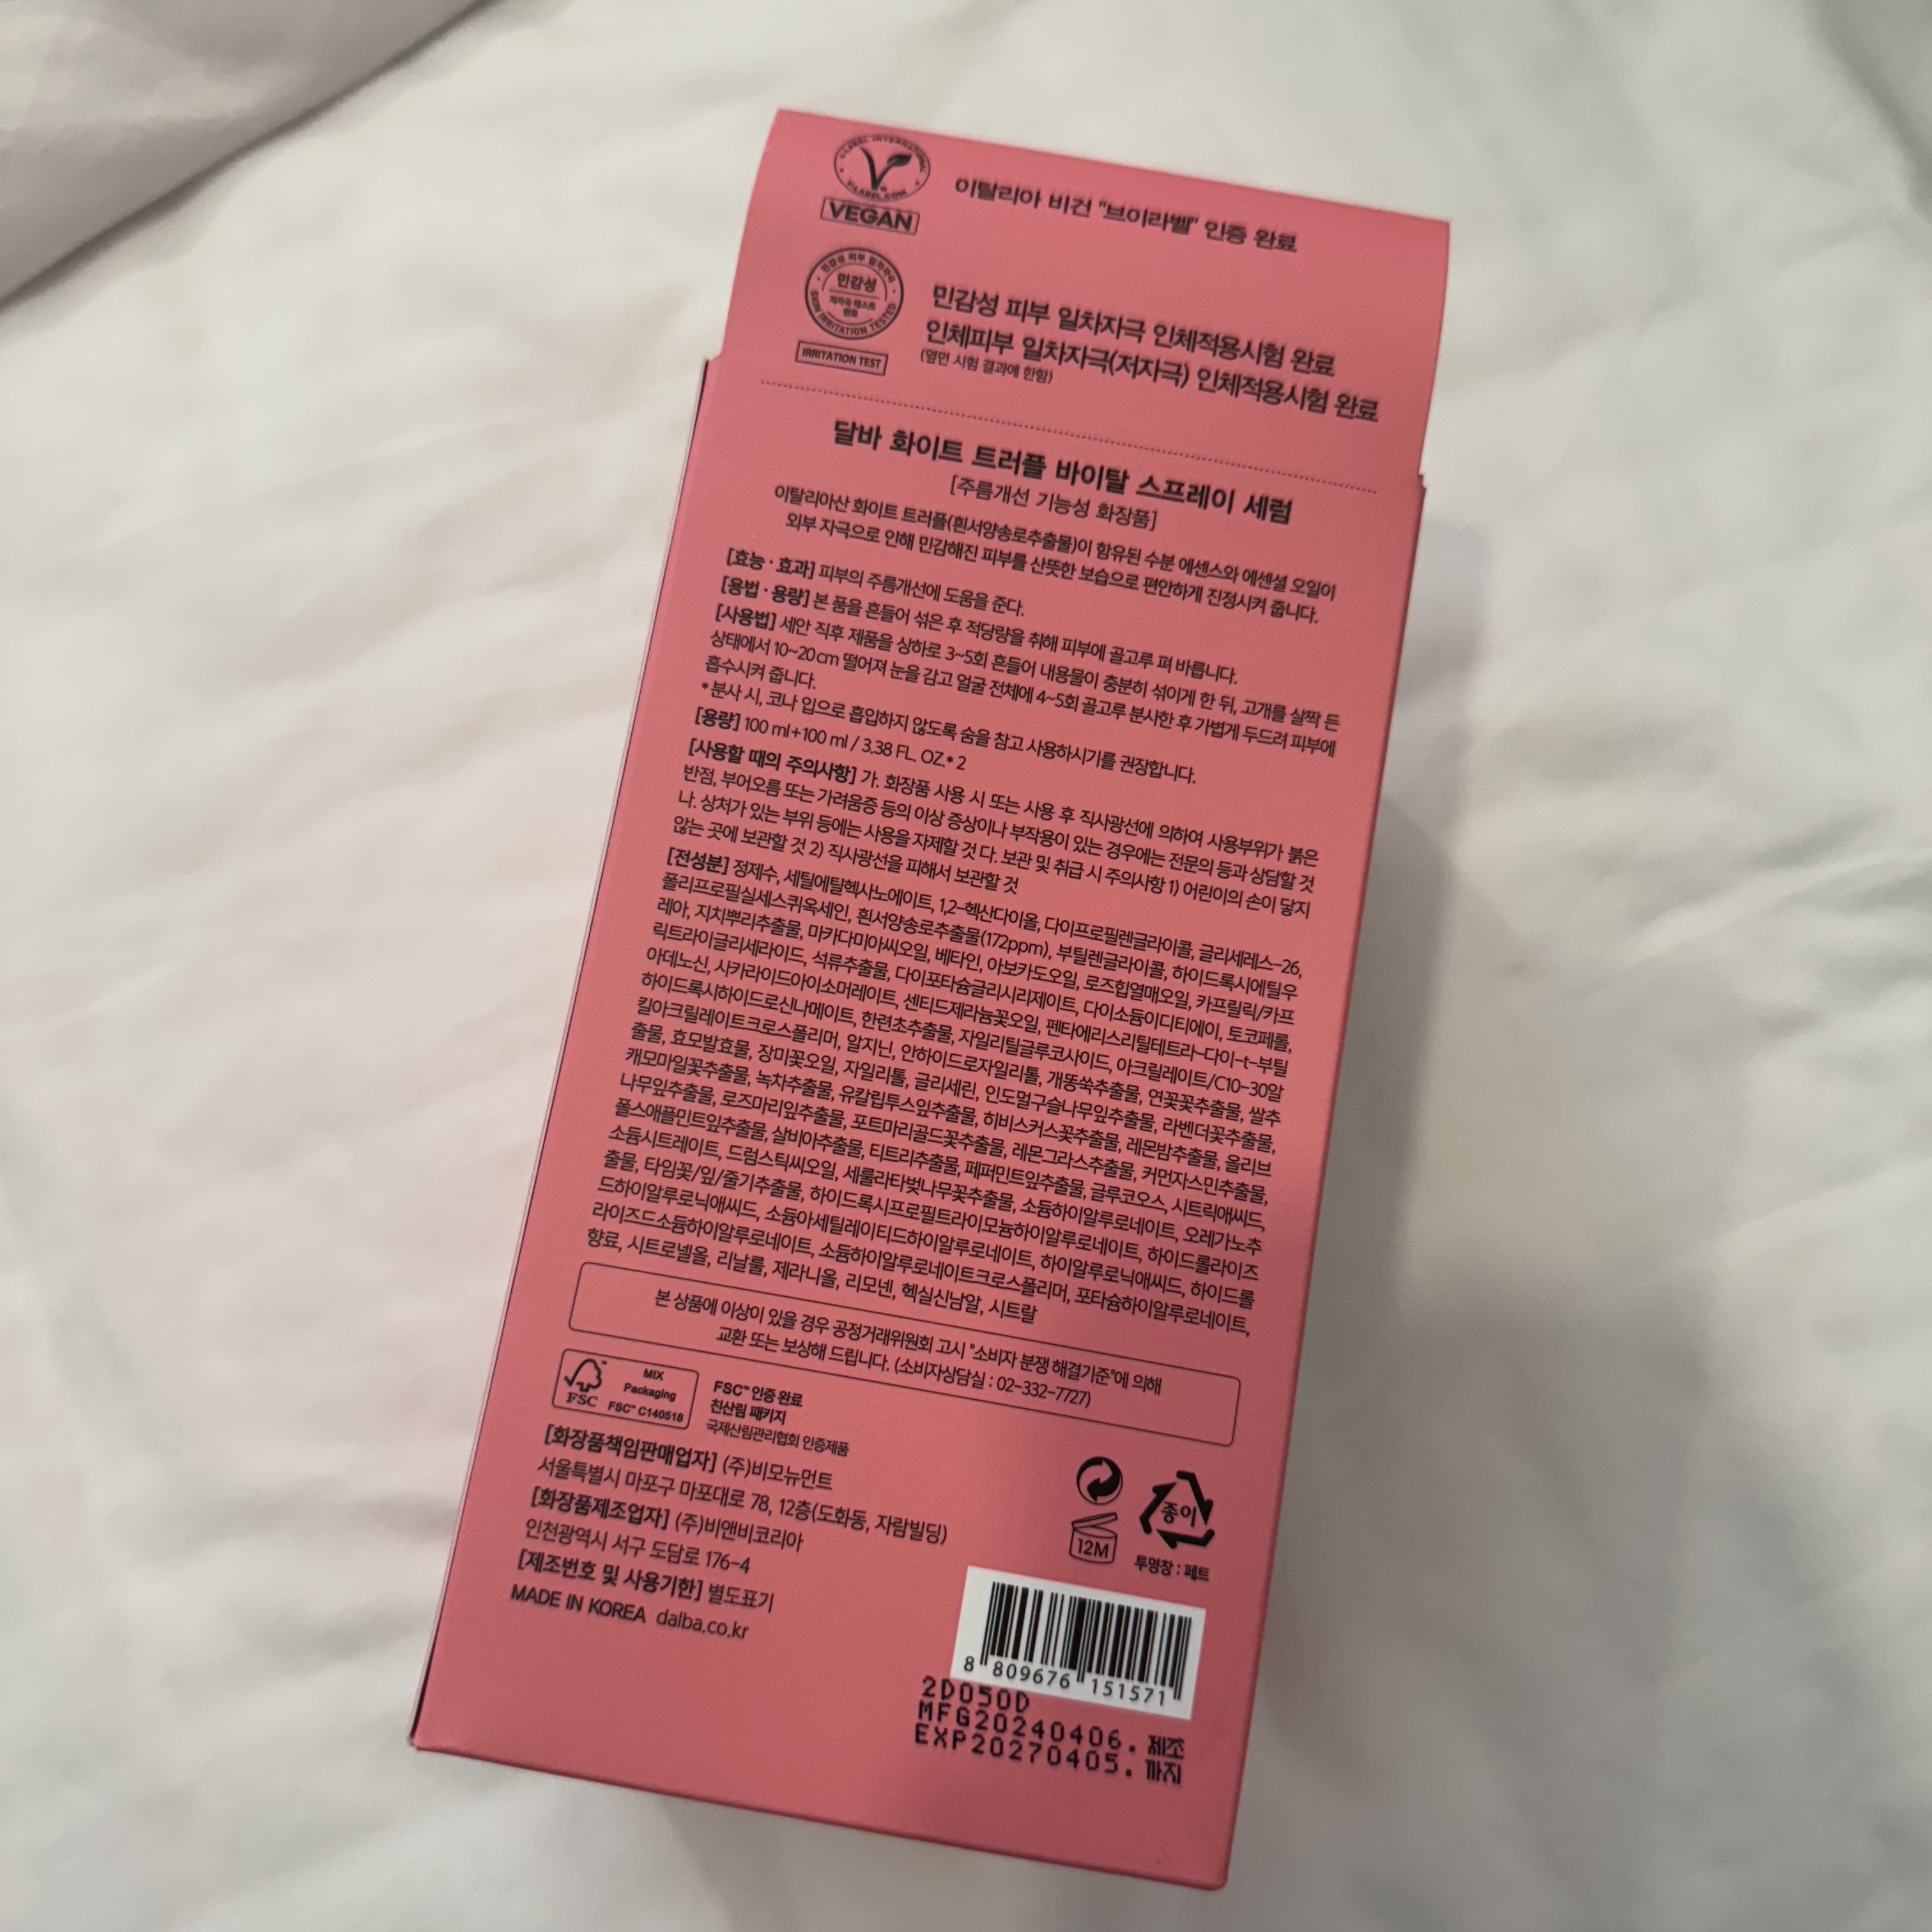 V-LABEL INTERNATIONAL
V-LABEL.COM
VEGAN
이탈리아 비건 "브이라벨" 인증 완료
민감성
저자극 테스트
완료
SKIN IRRITATION TESTED
IRRITATION TEST
민감성 피부 일차자극 인체적용시험 완료
인체피부 일차자극(저자극) 인체적용시험 완료
(옆면 시험 결과에 한함)
달바 화이트 트러플 바이탈 스프레이 세럼
[주름개선 기능성 화장품]
이탈리아산 화이트 트러플(흰서양송로추출물)이 함유된 수분 에센스와 에센셜 오일이
외부 자극으로 인해 민감해진 피부를 산뜻한 보습으로 편안하게 진정시켜 줍니다.
[효능 · 효과] 피부의 주름개선에 도움을 준다.
[용법 · 용량] 본 품을 흔들어 섞은 후 적당량을 취해 피부에 골고루 펴 바릅니다.
[사용법] 세안 직후 제품을 상하로 3~5회 흔들어 내용물이 충분히 섞이게 한 뒤, 고개를 살짝 든
상태에서 10~20cm 떨어져 눈을 감고 얼굴 전체에 4~5회 골고루 분사한 후 가볍게 두드려 피부에
흡수시켜 줍니다.
*분사 시, 코나 입으로 흡입하지 않도록 숨을 참고 사용하시기를 권장합니다.
[용량] 100 ml+100 ml / 3.38 FL. OZ.* 2
[사용할 때의 주의사항] 가. 화장품 사용 시 또는 사용 후 직사광선에 의하여 사용부위가 붉은
반점, 부어오름 또는 가려움증 등의 이상 증상이나 부작용이 있는 경우에는 전문의 등과 상담할 것
나. 상처가 있는 부위 등에는 사용을 자제할 것 다. 보관 및 취급 시 주의사항 1) 어린이의 손이 닿지
않는 곳에 보관할 것 2) 직사광선을 피해서 보관할 것
[전성분] 정제수, 세틸에틸헥사노에이트, 1,2-헥산다이올, 다이프로필렌글라이콜, 글리세레스-26,
폴리프로필실세스퀴옥세인, 흰서양송로추출물(172ppm), 부틸렌글라이콜, 하이드록시에틸우
레아, 지치뿌리추출물, 마카다미아씨오일, 베타인, 아보카도오일, 로즈힙열매오일, 카프릴릭/카프
릭트라이글리세라이드, 석류추출물, 다이포타슘글리시리제이트, 다이소듐이디티에이, 토코페롤,
아데노신, 사카라이드아이소머레이트, 센티드제라늄꽃오일, 펜타에리스리틸테트라-다이-t-부틸
하이드록시하이드로신나메이트, 한련초추출물, 자일리틸글루코사이드, 아크릴레이트/C10-30알
킬아크릴레이트크로스폴리머, 알지닌, 안하이드로자일리톨, 개똥쑥추출물, 연꽃꽃추출물, 쌀추
출물, 효모발효물, 장미꽃오일, 자일리톨, 글리세린, 인도멀구슬나무잎추출물, 라벤더꽃추출물,
캐모마일꽃추출물, 녹차추출물, 유칼립투스잎추출물, 히비스커스꽃추출물, 레몬밤추출물, 올리브
나무잎추출물, 로즈마리잎추출물, 포트마리골드꽃추출물, 레몬그라스추출물, 커먼자스민추출물,
폴스애플민트잎추출물, 살비아추출물, 티트리추출물, 페퍼민트잎추출물, 글루코오스, 시트릭애씨드,
소듐시트레이트, 드럼스틱씨오일, 세룰라타벚나무꽃추출물, 소듐하이알루로네이트, 오레가노추
출물, 타임꽃/잎/줄기추출물, 하이드록시프로필트라이모늄하이알루로네이트, 하이드롤라이즈
드하이알루로닉애씨드, 소듐아세틸레이티드하이알루로네이트, 하이알루로닉애씨드, 하이드롤
라이즈드소듐하이알루로네이트, 소듐하이알루로네이트크로스폴리머, 포타슘하이알루로네이트,
향료, 시트로넬올, 리날룰, 제라니올, 리모넨, 헥실신남알, 시트랄
본 상품에 이상이 있을 경우 공정거래위원회 고시 "소비자 분쟁 해결기준"에 의해
교환 또는 보상해 드립니다. (소비자상담실 : 02-332-7727)
FSC
MIX
Packaging
FSC™ C140518
FSC™ 인증 완료
친산림 패키지
국제산림관리협회 인증제품
[화장품책임판매업자] (주)비모뉴먼트
서울특별시 마포구 마포대로 78, 12층(도화동, 자람빌딩)
[화장품제조업자] (주)비앤비코리아
인천광역시 서구 도담로 176-4
[제조번호 및 사용기한] 별도표기
MADE IN KOREA dalba.co.kr
12M
종이
투명창 : 페트
8 809676 151571
2D050D
MFG20240406. 제조
EXP20270405. 까지